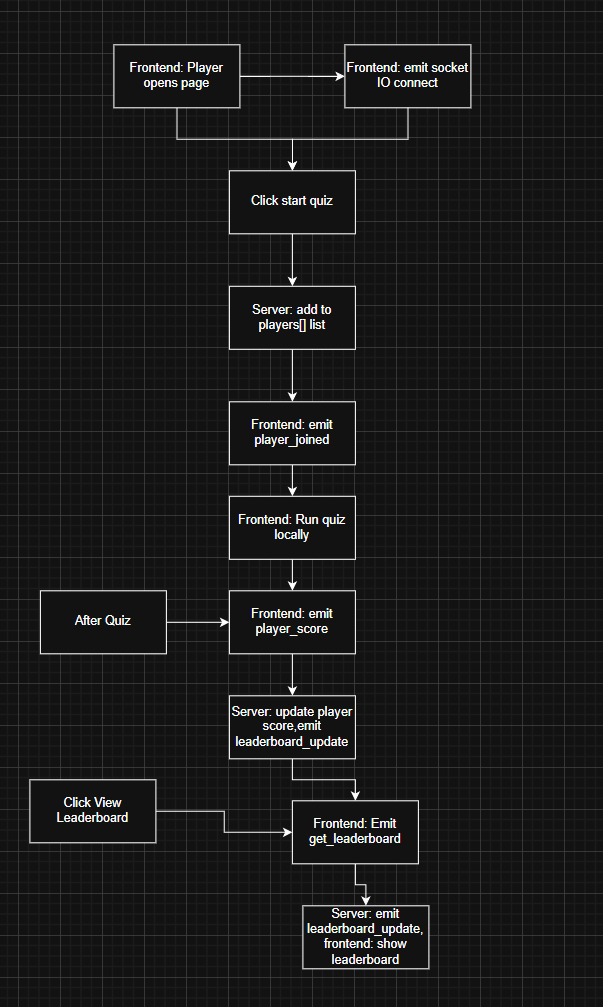 Frontend: Player
opens page
Frontend: emit socket
IO connect
Click start quiz
Server: add to
players[] list
Frontend: emit
player_joined
Frontend: Run quiz
locally
After Quiz
Frontend: emit
player_score
Server: update player
score,emit
leaderboard_update
Click View
Leaderboard
Frontend: Emit
get_leaderboard
Server: emit
leaderboard_update,
frontend: show
leaderboard